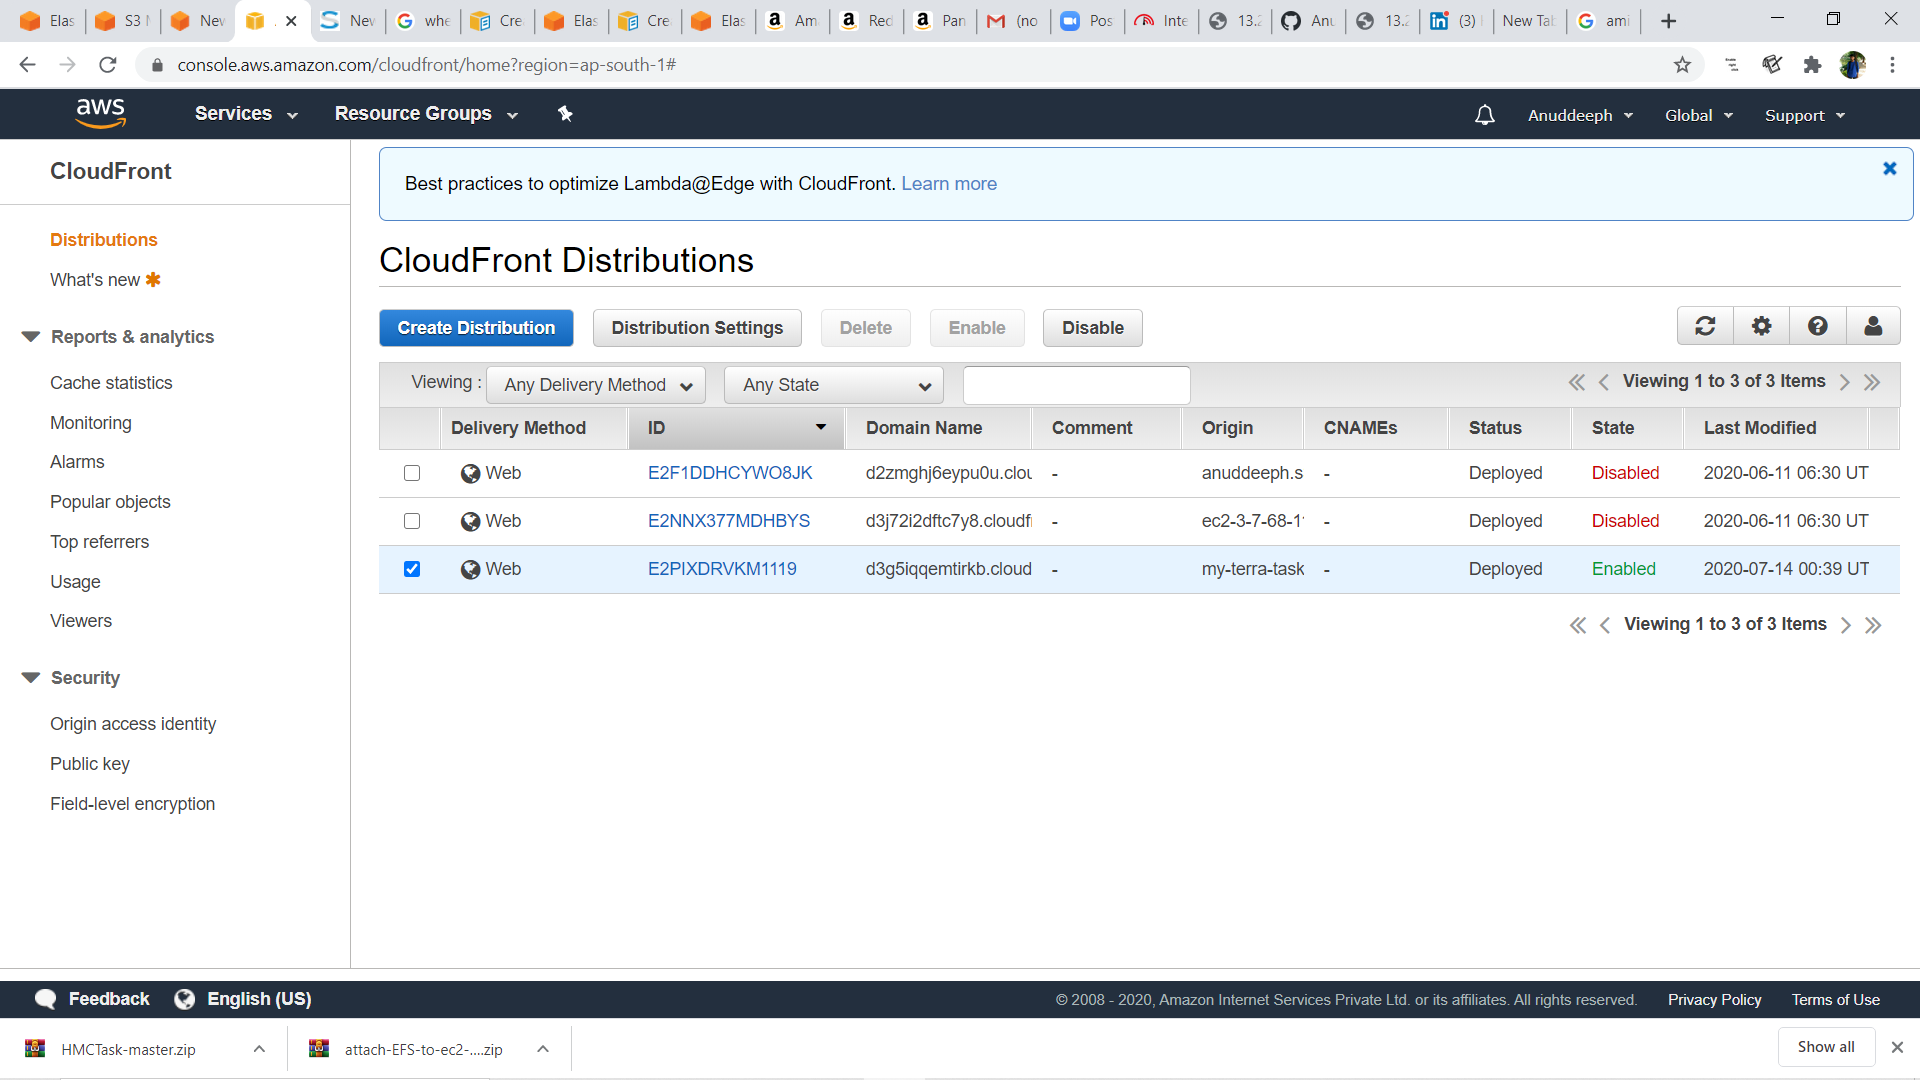 Elas
S3 M
New
New
whe
Crea
Elas
Crea
Elas
Ama
Red
Pan
(no
Pos
Inte
13.2
Anu
13.2
(3)
New Tab
ami
console.aws.amazon.com/cloudfront/home?region=ap-south-1#
aws
Services
Resource Groups
Anuddeeph
Global
Support
CloudFront
Distributions
What's new
Reports & analytics
Cache statistics
Monitoring
Alarms
Popular objects
Top referrers
Usage
Viewers
Security
Origin access identity
Public key
Field-level encryption
Best practices to optimize Lambda@Edge with CloudFront. Learn more
CloudFront Distributions
Create Distribution
Distribution Settings
Delete
Enable
Disable
Viewing :
Any Delivery Method
Any State
Viewing 1 to 3 of 3 Items
Delivery Method ID Domain Name Comment Origin CNAMEs Status State Last Modified
Web E2F1DDHCYWO8JK d2zmghj6eypu0u.clou - anuddeeph.s - Deployed Disabled 2020-06-11 06:30 UT
Web E2NNX377MDHBYS d3j72i2dftc7y8.cloudf - ec2-3-7-68-1 - Deployed Disabled 2020-06-11 06:30 UT
Web E2PIXDRVKM1119 d3g5iqqemtirkb.cloud - my-terra-task - Deployed Enabled 2020-07-14 00:39 UT
Viewing 1 to 3 of 3 Items
Feedback
English (US)
© 2008 - 2020, Amazon Internet Services Private Ltd. or its affiliates. All rights reserved.
Privacy Policy
Terms of Use
HMCTask-master.zip
attach-EFS-to-ec2-....zip
Show all